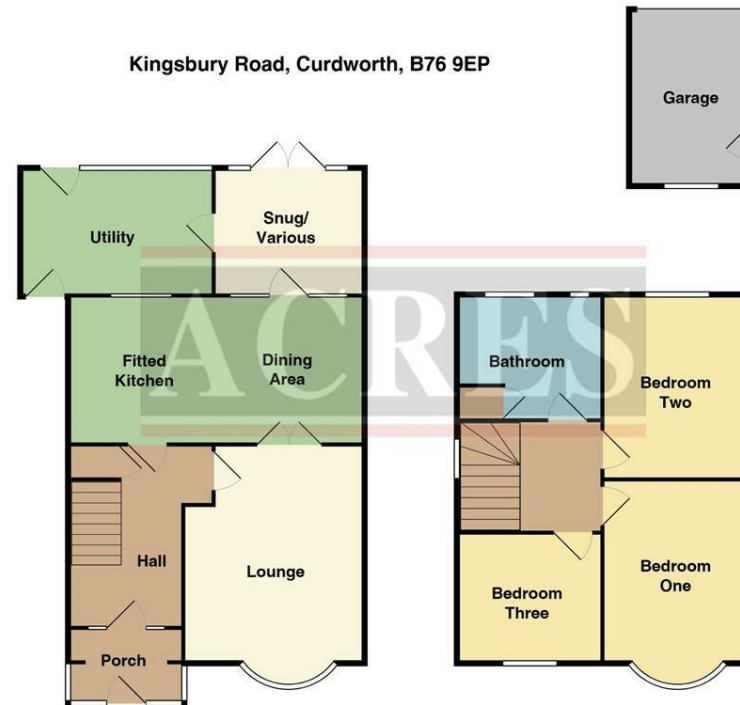 Kingsbury Road, Curdworth, B76 9EP
Garage
Utility
Snug/
Various
ACRES
Fitted
Kitchen
Dining
Area
Bathroom
Bedroom
Two
Hall
Lounge
Bedroom
Three
Bedroom
One
Porch